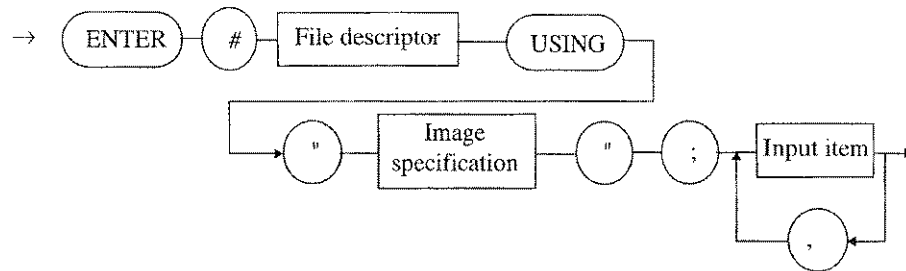 → ENTER # File descriptor USING
" Image specification " ; Input item
,